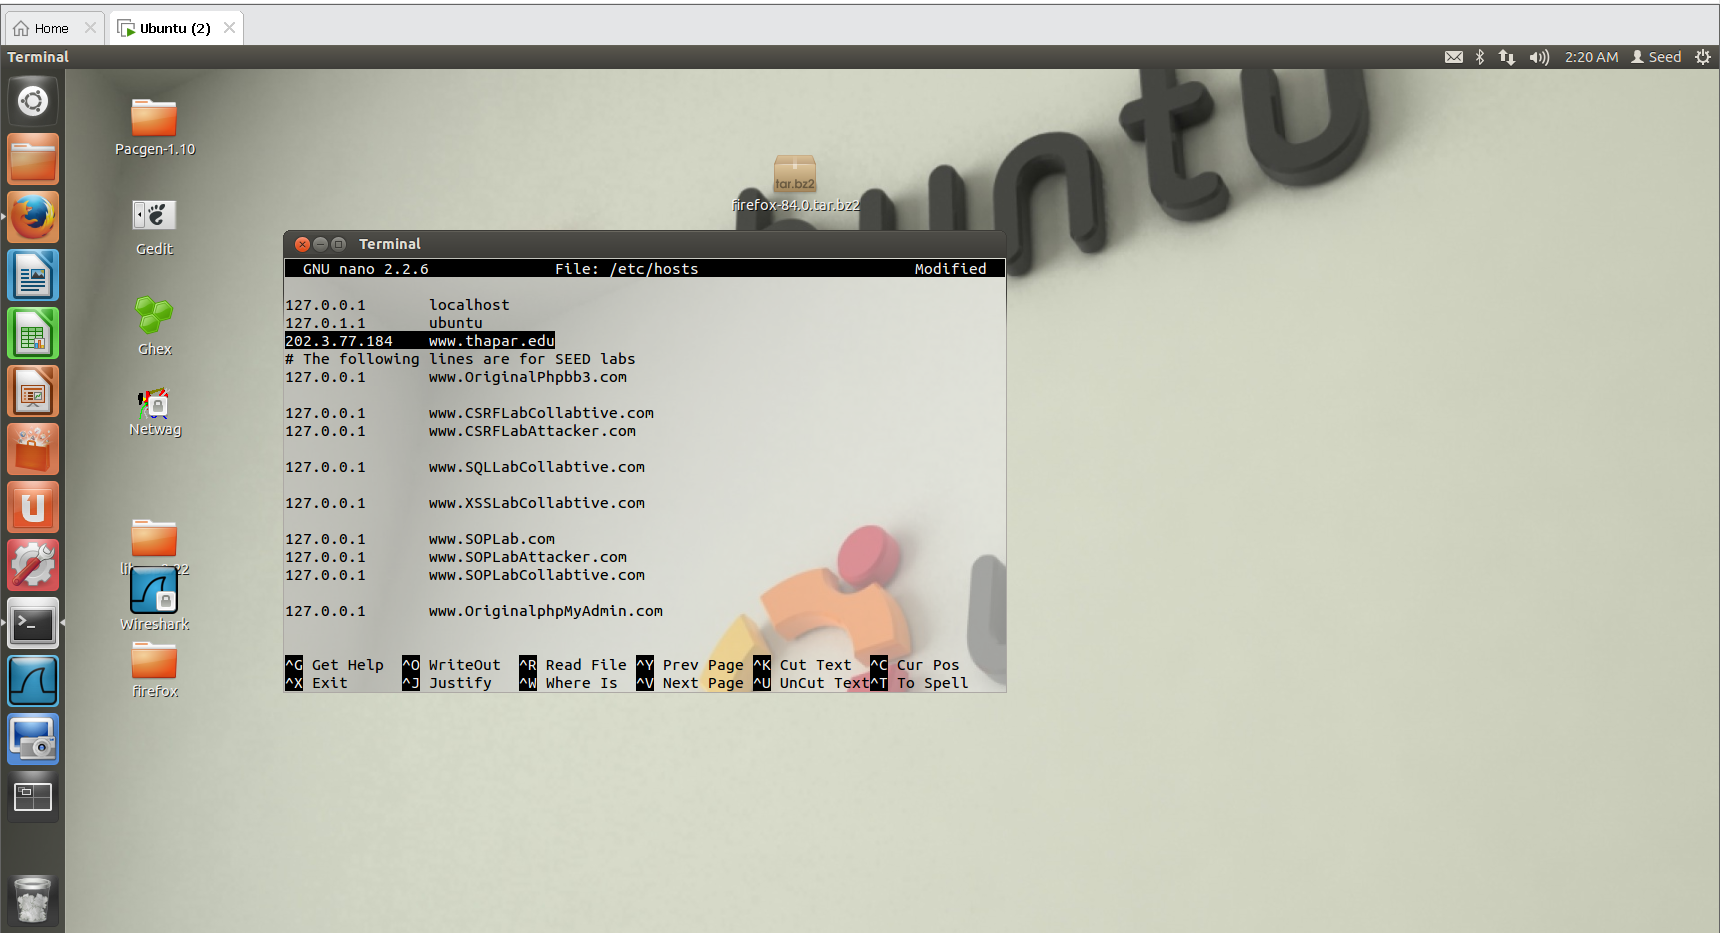 Home
Ubuntu (2)
Terminal
2:20 AM Seed
Pacgen-1.10
tar.bz2
firefox-84.0.tar.bz2
Gedit
Ghex
Netwag
Wireshark
firefox
Terminal
GNU nano 2.2.6 File: /etc/hosts Modified
127.0.0.1 localhost
127.0.1.1 ubuntu
202.3.77.184 www.thapar.edu
# The following lines are for SEED labs
127.0.0.1 www.OriginalPhpbb3.com
127.0.0.1 www.CSRFLabCollabtive.com
127.0.0.1 www.CSRFLabAttacker.com
127.0.0.1 www.SQLLabCollabtive.com
127.0.0.1 www.XSSLabCollabtive.com
127.0.0.1 www.SOPLab.com
127.0.0.1 www.SOPLabAttacker.com
127.0.0.1 www.SOPLabCollabtive.com
127.0.0.1 www.OriginalphpMyAdmin.com
^G Get Help ^O WriteOut ^R Read File ^Y Prev Page ^K Cut Text ^C Cur Pos
^X Exit ^J Justify ^W Where Is ^V Next Page ^U UnCut Text ^T To Spell